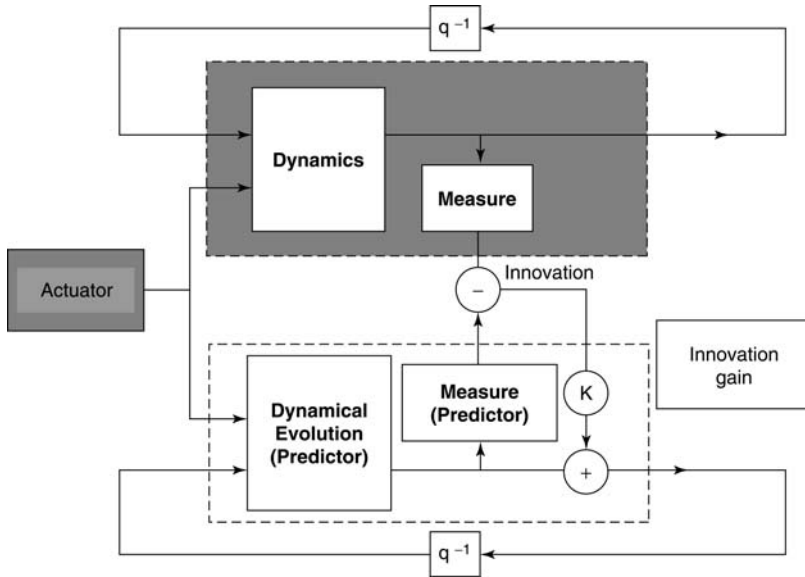 q⁻¹
Dynamics
Measure
Actuator
−
Innovation
Innovation
gain
K
Measure
(Predictor)
Dynamical
Evolution
(Predictor)
+
q⁻¹